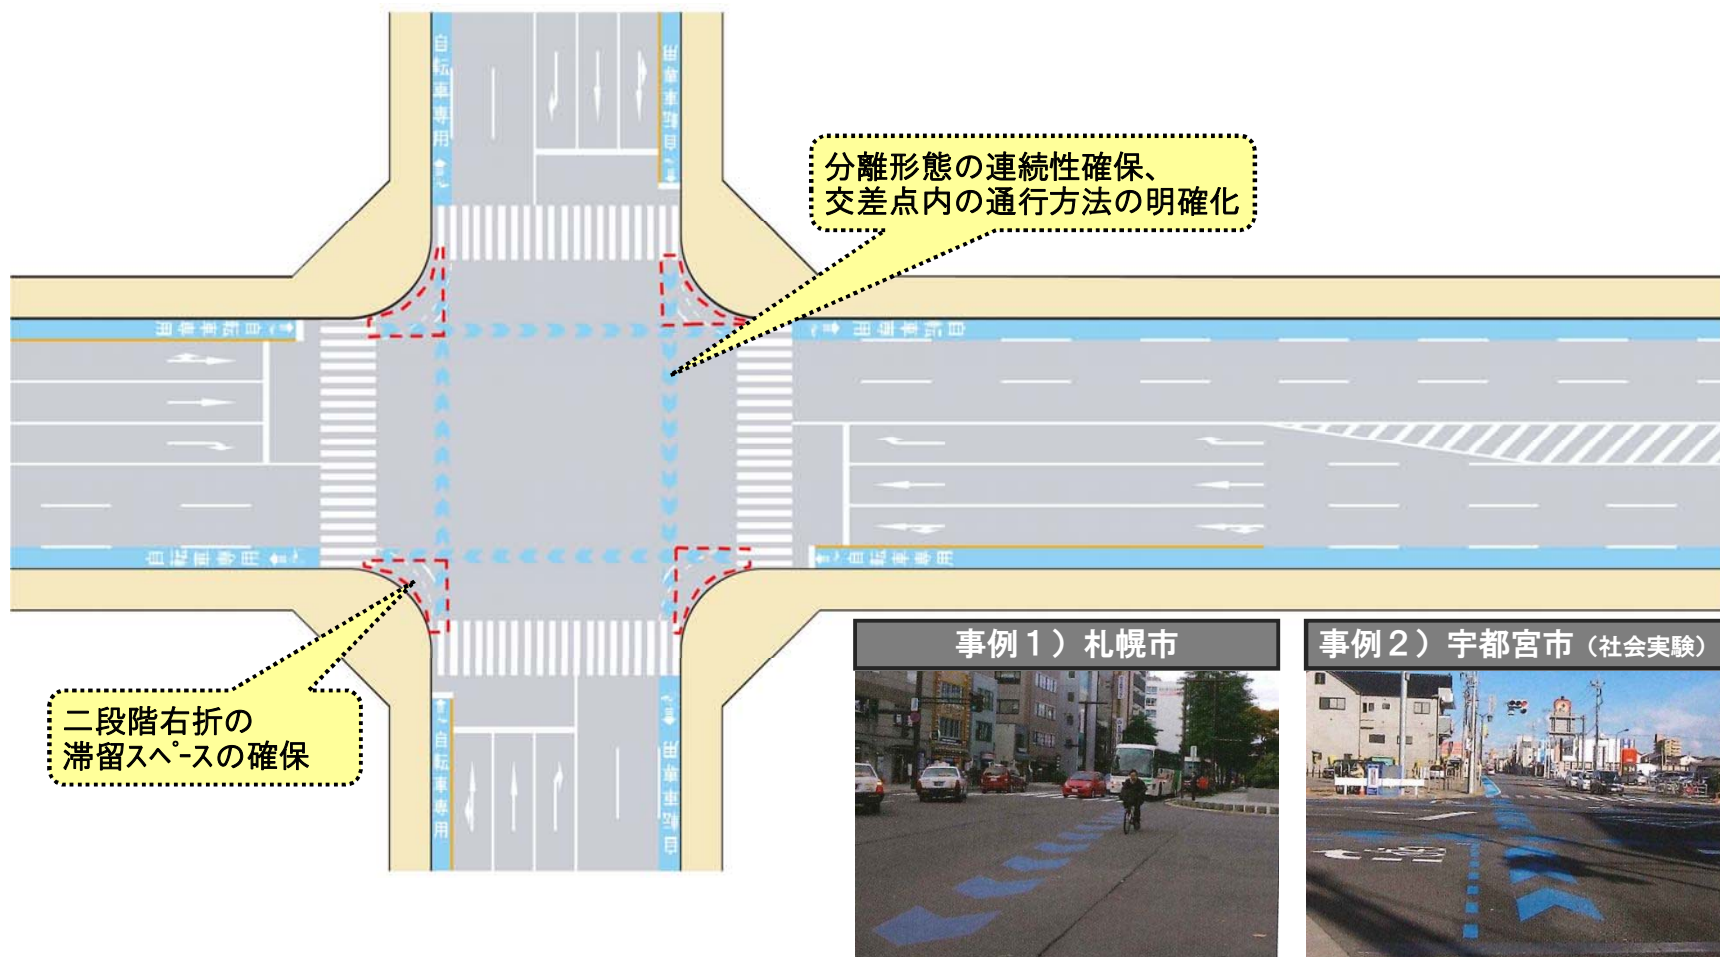 自転車専用
自転車専用
分離形態の連続性確保、
交差点内の通行方法の明確化
自転車専用
自転車専用
自転車専用
自転車専用
二段階右折の
滞留スペースの確保
自転車専用
自転車専用
事例１）札幌市
事例２）宇都宮市（社会実験）